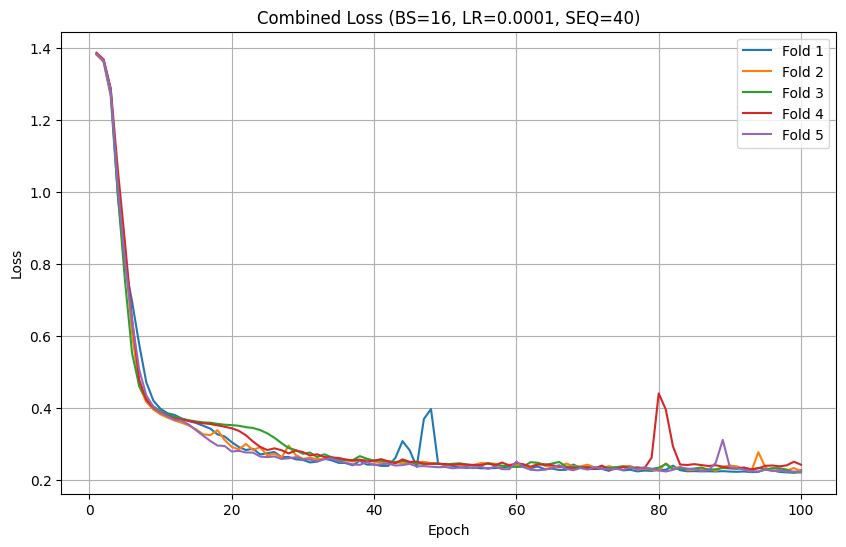 Combined Loss (BS=16, LR=0.0001, SEQ=40)
Fold 1
Fold 2
Fold 3
Fold 4
Fold 5
Loss
1.4
1.2
1.0
0.8
0.6
0.4
0.2
0 20 40 60 80 100
Epoch